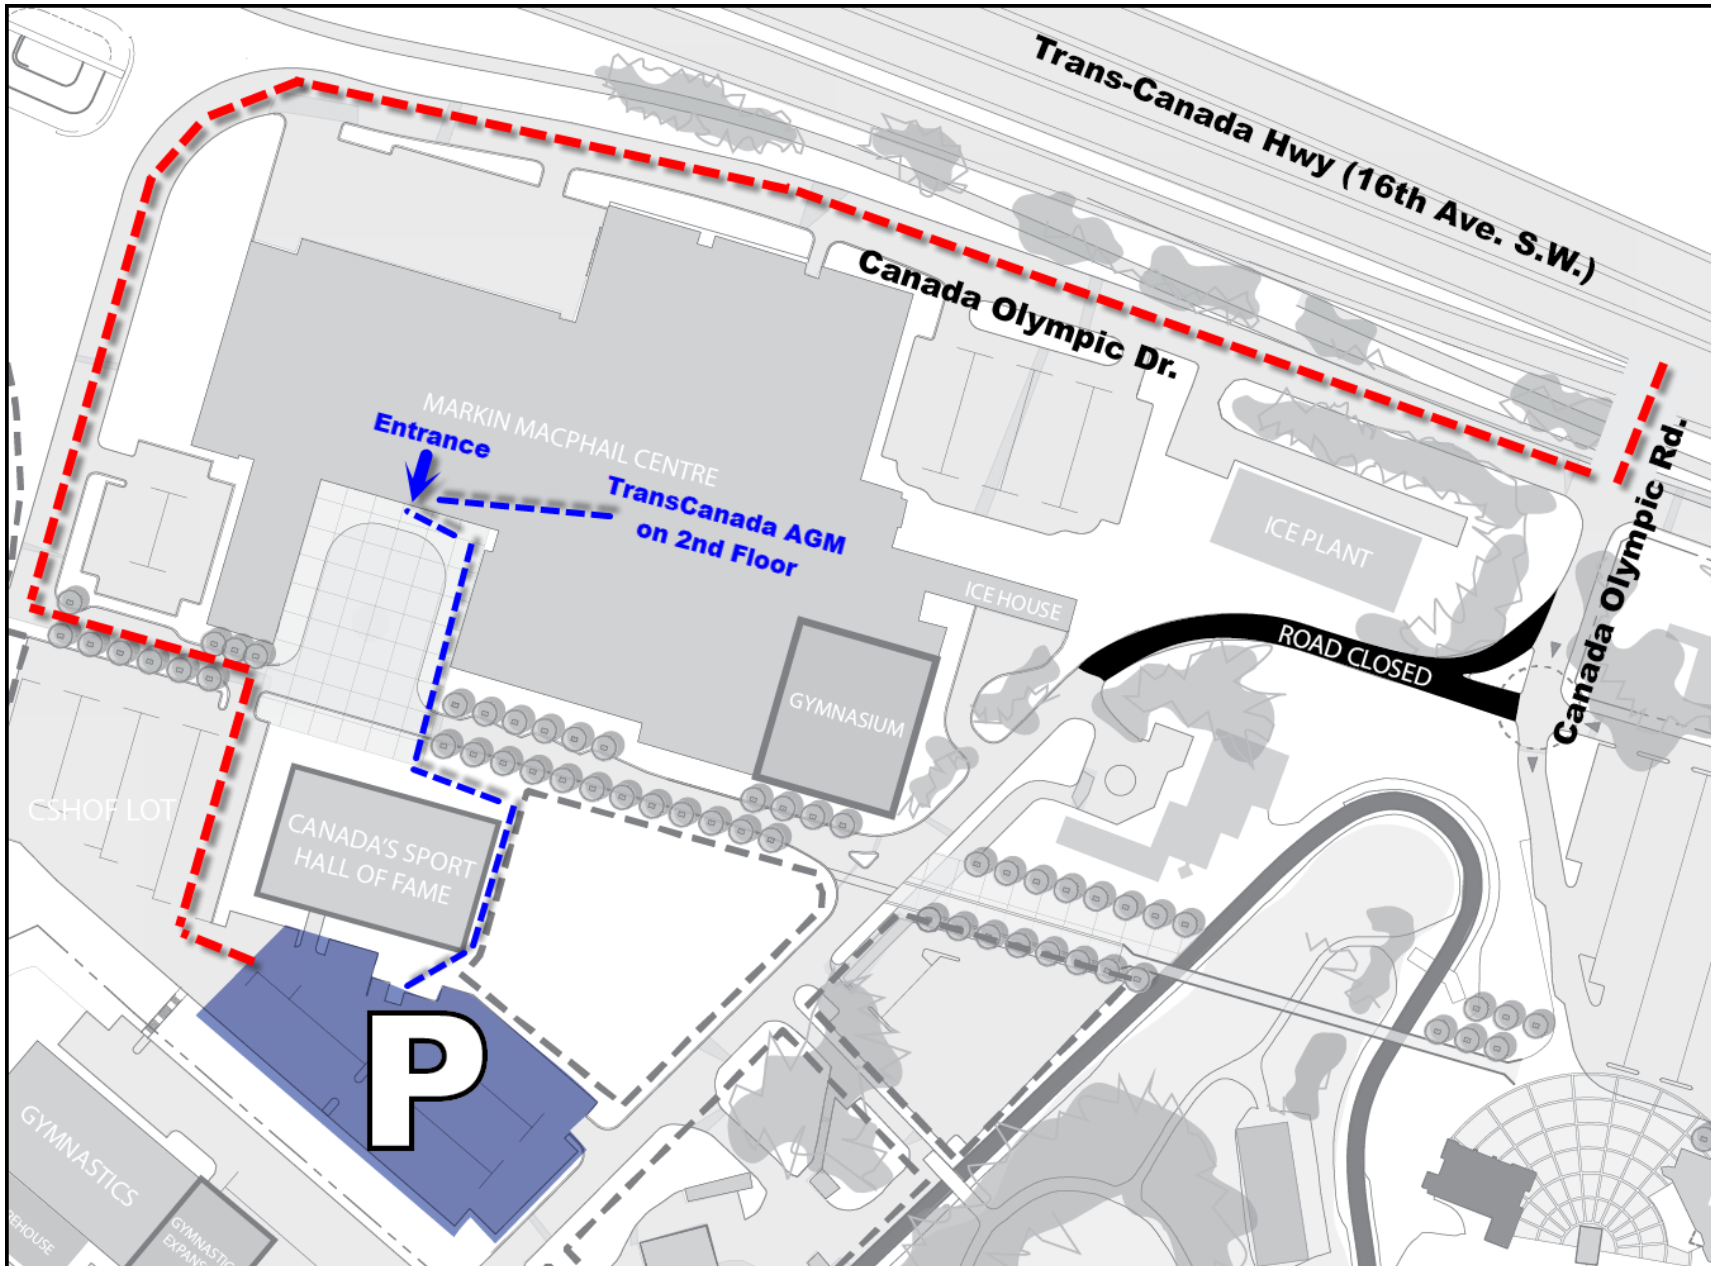 Trans-Canada Hwy (16th Ave. S.W.)
Canada Olympic Dr.
Canada Olympic Rd.
MARKIN MACPHAIL CENTRE
Entrance
TransCanada AGM
on 2nd Floor
ICE PLANT
ICE HOUSE
ROAD CLOSED
GYMNASIUM
CSHOF LOT
CANADA'S SPORT
HALL OF FAME
P
GYMNASTICS